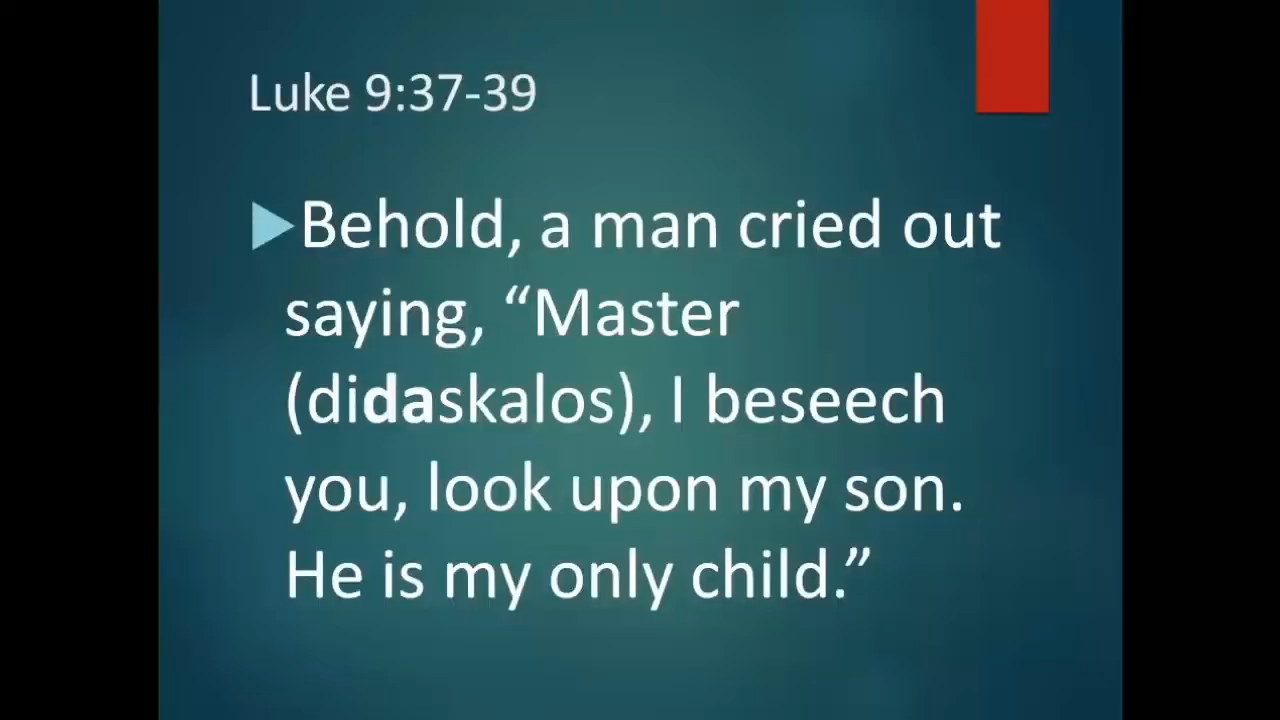 Luke 9:37-39
Behold, a man cried out
saying, “Master
(didaskalos), I beseech
you, look upon my son.
He is my only child.”